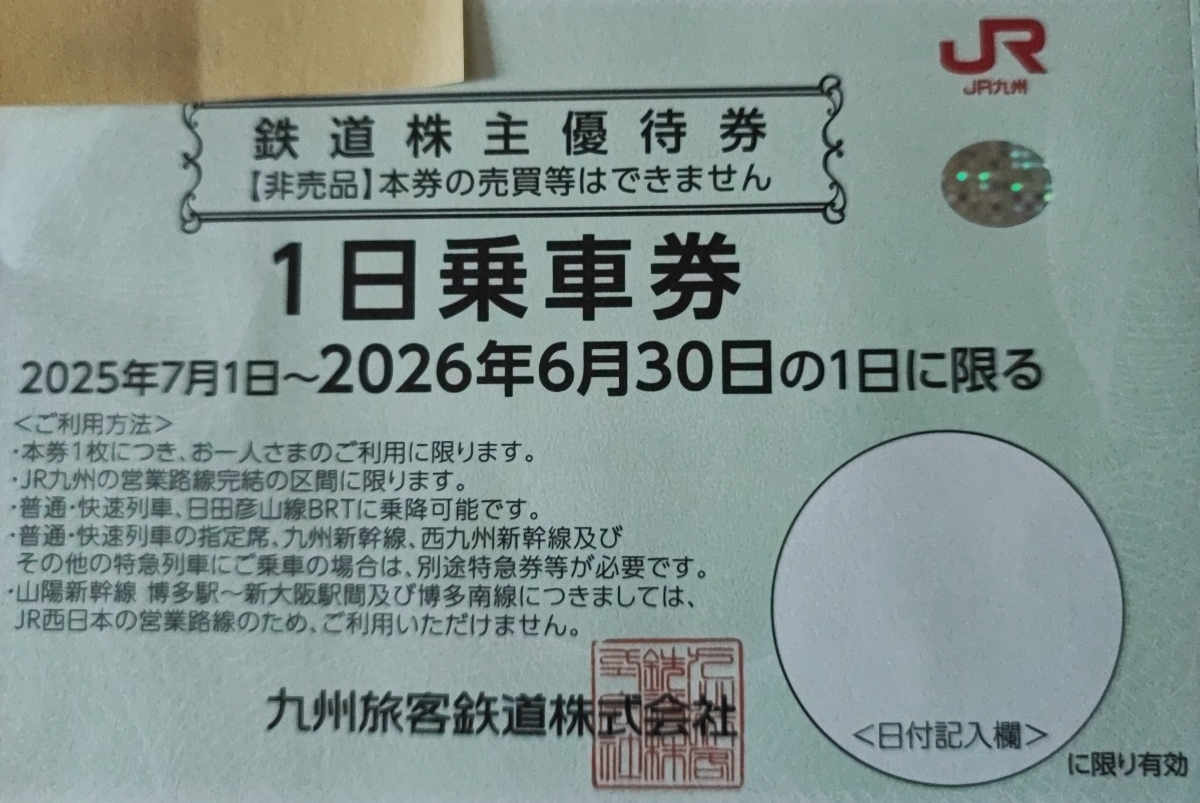 JR
JR九州
鉄道株主優待券
【非売品】本券の売買等はできません
1日乗車券
2025年7月1日～2026年6月30日の1日に限る
＜ご利用方法＞
・本券1枚につき、お一人さまのご利用に限ります。
・JR九州の営業路線完結の区間に限ります。
・普通・快速列車、日田彦山線BRTに乗降可能です。
・普通・快速列車の指定席、九州新幹線、西九州新幹線及び
その他の特急列車にご乗車の場合は、別途特急券等が必要です。
・山陽新幹線 博多駅～新大阪駅間及び博多南線につきましては、
JR西日本の営業路線のため、ご利用いただけません。
九州旅客鉄道株式会社
＜日付記入欄＞
に限り有効